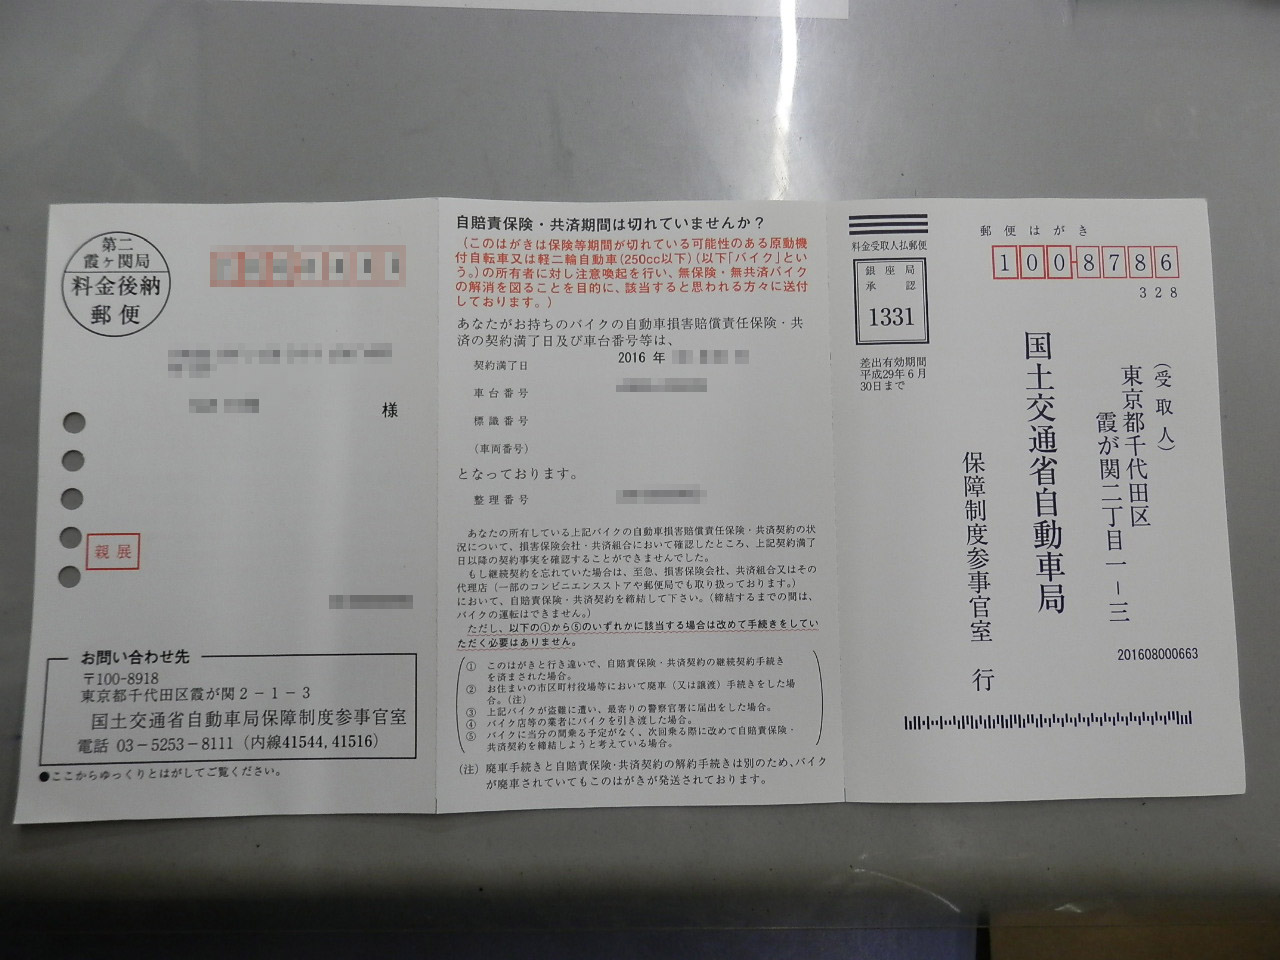 第二
霞ヶ関局
料金後納
郵便
様
親展
お問い合わせ先
〒100-8918
東京都千代田区霞が関2－1－3
国土交通省自動車局保障制度参事官室
電話 03－5253－8111（内線41544, 41516）
●ここからゆっくりとはがしてご覧ください。
自賠責保険・共済期間は切れていませんか？
（このはがきは保険等期間が切れている可能性のある原動機
付自転車又は軽二輪自動車（250cc以下）（以下「バイク」とい
う。）の所有者に対し注意喚起を行い、無保険・無共済バイク
の解消を図ることを目的に、該当すると思われる方々に送付
しております。）
あなたがお持ちのバイクの自動車損害賠償責任保険・共
済の契約満了日及び車台番号等は、
契約満了日 2016 年
車台番号
標識番号
（車両番号）
となっております。
整理番号
あなたの所有している上記バイクの自動車損害賠償責任保険・共済契約の状
況について、損害保険会社・共済組合において確認したところ、上記契約満了
日以降の契約事実を確認することができませんでした。
もし継続契約を忘れていた場合は、至急、損害保険会社、共済組合又はその
代理店（一部のコンビニエンスストアや郵便局でも取り扱っております。）
において、自賠責保険・共済契約を締結して下さい。（締結するまでの間は、
バイクの運転はできません。）
ただし、以下の①から⑤のいずれかに該当する場合は改めて手続きをしてい
ただく必要はありません。
① このはがきと行き違いで、自賠責保険・共済契約の継続契約手続き
を済まされた場合。
② お住まいの市区町村役場等において廃車（又は譲渡）手続きをした場
合。（注）
③ 上記バイクが盗難に遭い、最寄りの警察官署に届出をした場合。
④ バイク店等の業者にバイクを引き渡した場合。
⑤ バイクに当分の間乗る予定がなく、次回乗る際に改めて自賠責保険・
共済契約を締結しようと考えている場合。
（注）廃車手続きと自賠責保険・共済契約の解約手続きは別のため、バイク
が廃車されていてもこのはがきが発送されております。
料金受取人払郵便
銀座局
承認
1331
差出有効期間
平成29年6月
30日まで
郵便はがき
100-8786
328
（受取人）
東京都千代田区
霞が関二丁目一－三
国土交通省自動車局
保障制度参事官室 行
201608000663